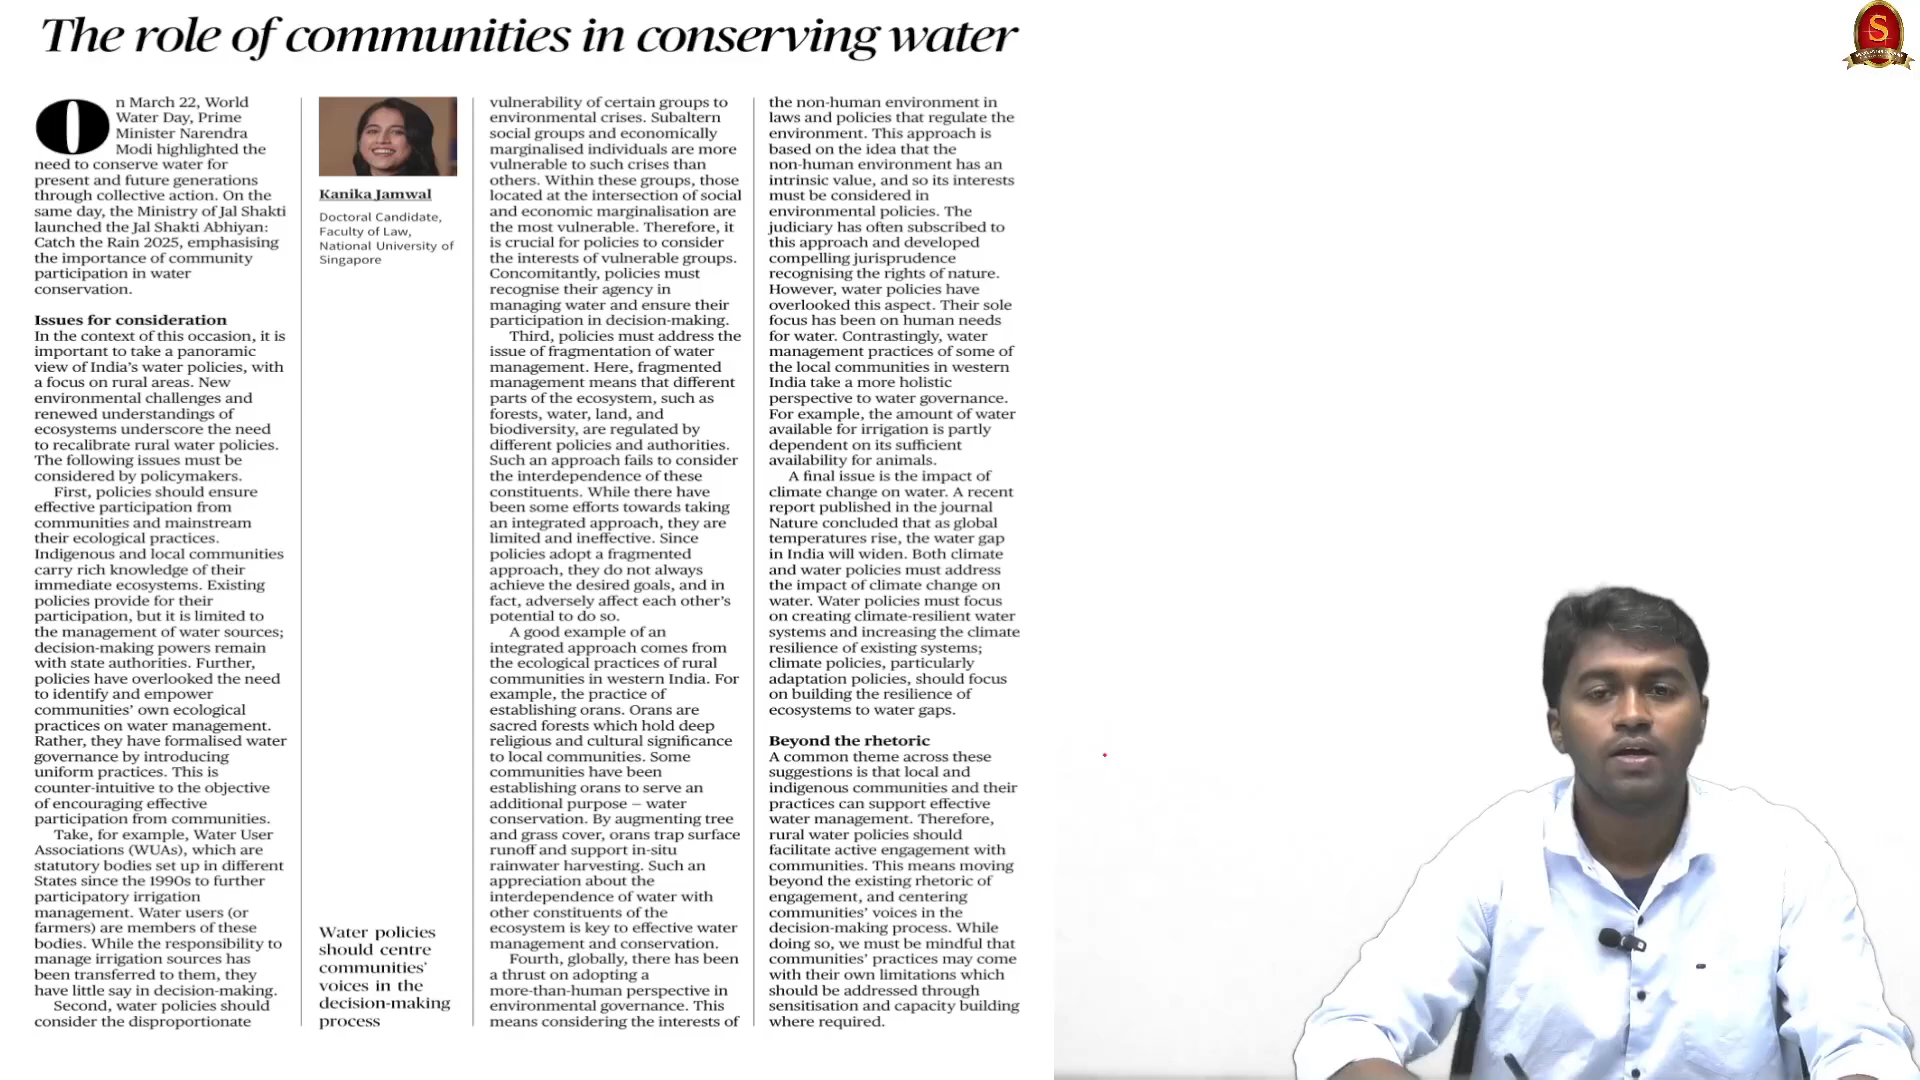 The role of communities in conserving water
On March 22, World
Water Day, Prime
Minister Narendra
Modi highlighted the
need to conserve water for
present and future generations
through collective action. On the
same day, the Ministry of Jal Shakti
launched the Jal Shakti Abhiyan:
Catch the Rain 2025, emphasising
the importance of community
participation in water
conservation.
Issues for consideration
In the context of this occasion, it is
important to take a panoramic
view of India's water policies, with
a focus on rural areas. New
environmental challenges and
renewed understandings of
ecosystems underscore the need
to recalibrate rural water policies.
The following issues must be
considered by policymakers.
First, policies should ensure
effective participation from
communities and mainstream
their ecological practices.
Indigenous and local communities
carry rich knowledge of their
immediate ecosystems. Existing
policies provide for their
participation, but it is limited to
the management of water sources;
decision-making powers remain
with state authorities. Further,
policies have overlooked the need
to identify and empower
communities' own ecological
practices on water management.
Rather, they have formalised water
governance by introducing
uniform practices. This is
counter-intuitive to the objective
of encouraging effective
participation from communities.
Take, for example, Water User
Associations (WUAs), which are
statutory bodies set up in different
States since the 1990s to further
participatory irrigation
management. Water users (or
farmers) are members of these
bodies. While the responsibility to
manage irrigation sources has
been transferred to them, they
have little say in decision-making.
Second, water policies should
consider the disproportionate
Kanika Jamwal
Doctoral Candidate,
Faculty of Law,
National University of
Singapore
Water policies
should centre
communities'
voices in the
decision-making
process
vulnerability of certain groups to
environmental crises. Subaltern
social groups and economically
marginalised individuals are more
vulnerable to such crises than
others. Within these groups, those
located at the intersection of social
and economic marginalisation are
the most vulnerable. Therefore, it
is crucial for policies to consider
the interests of vulnerable groups.
Concomitantly, policies must
recognise their agency in
managing water and ensure their
participation in decision-making.
Third, policies must address the
issue of fragmentation of water
management. Here, fragmented
management means that different
parts of the ecosystem, such as
forests, water, land, and
biodiversity, are regulated by
different policies and authorities.
Such an approach fails to consider
the interdependence of these
constituents. While there have
been some efforts towards taking
an integrated approach, they are
limited and ineffective. Since
policies adopt a fragmented
approach, they do not always
achieve the desired goals, and in
fact, adversely affect each other's
potential to do so.
A good example of an
integrated approach comes from
the ecological practices of rural
communities in western India. For
example, the practice of
establishing orans. Orans are
sacred forests which hold deep
religious and cultural significance
to local communities. Some
communities have been
establishing orans to serve an
additional purpose – water
conservation. By augmenting tree
and grass cover, orans trap surface
runoff and support in-situ
rainwater harvesting. Such an
appreciation about the
interdependence of water with
other constituents of the
ecosystem is key to effective water
management and conservation.
Fourth, globally, there has been
a thrust on adopting a
more-than-human perspective in
environmental governance. This
means considering the interests of
the non-human environment in
laws and policies that regulate the
environment. This approach is
based on the idea that the
non-human environment has an
intrinsic value, and so its interests
must be considered in
environmental policies. The
judiciary has often subscribed to
this approach and developed
compelling jurisprudence
recognising the rights of nature.
However, water policies have
overlooked this aspect. Their sole
focus has been on human needs
for water. Contrastingly, water
management practices of some of
the local communities in western
India take a more holistic
perspective to water governance.
For example, the amount of water
available for irrigation is partly
dependent on its sufficient
availability for animals.
A final issue is the impact of
climate change on water. A recent
report published in the journal
Nature concluded that as global
temperatures rise, the water gap
in India will widen. Both climate
and water policies must address
the impact of climate change on
water. Water policies must focus
on creating climate-resilient water
systems and increasing the climate
resilience of existing systems;
climate policies, particularly
adaptation policies, should focus
on building the resilience of
ecosystems to water gaps.
Beyond the rhetoric
A common theme across these
suggestions is that local and
indigenous communities and their
practices can support effective
water management. Therefore,
rural water policies should
facilitate active engagement with
communities. This means moving
beyond the existing rhetoric of
engagement, and centering
communities' voices in the
decision-making process. While
doing so, we must be mindful that
communities' practices may come
with their own limitations which
should be addressed through
sensitisation and capacity building
where required.
S